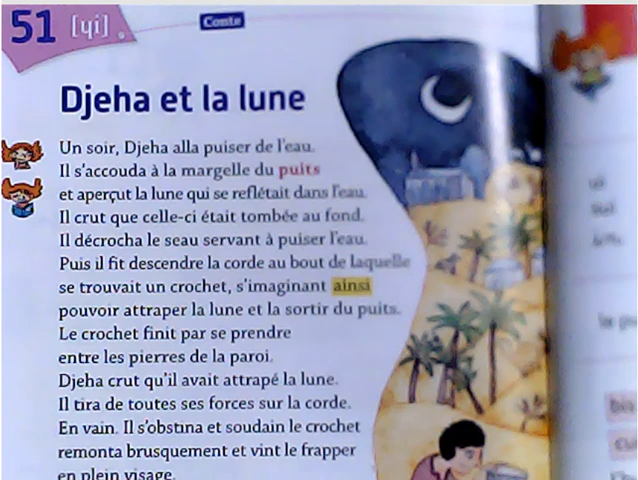 51 [ɥi]
Conte
Djeha et la lune
Un soir, Djeha alla puiser de l'eau.
Il s'accouda à la margelle du puits
et aperçut la lune qui se reflétait dans l'eau.
Il crut que celle-ci était tombée au fond.
Il décrocha le seau servant à puiser l'eau.
Puis il fit descendre la corde au bout de laquelle
se trouvait un crochet, s'imaginant ainsi
pouvoir attraper la lune et la sortir du puits.
Le crochet finit par se prendre
entre les pierres de la paroi.
Djeha crut qu'il avait attrapé la lune.
Il tira de toutes ses forces sur la corde.
En vain. Il s'obstina et soudain le crochet
remonta brusquement et vint le frapper
en plein visage.